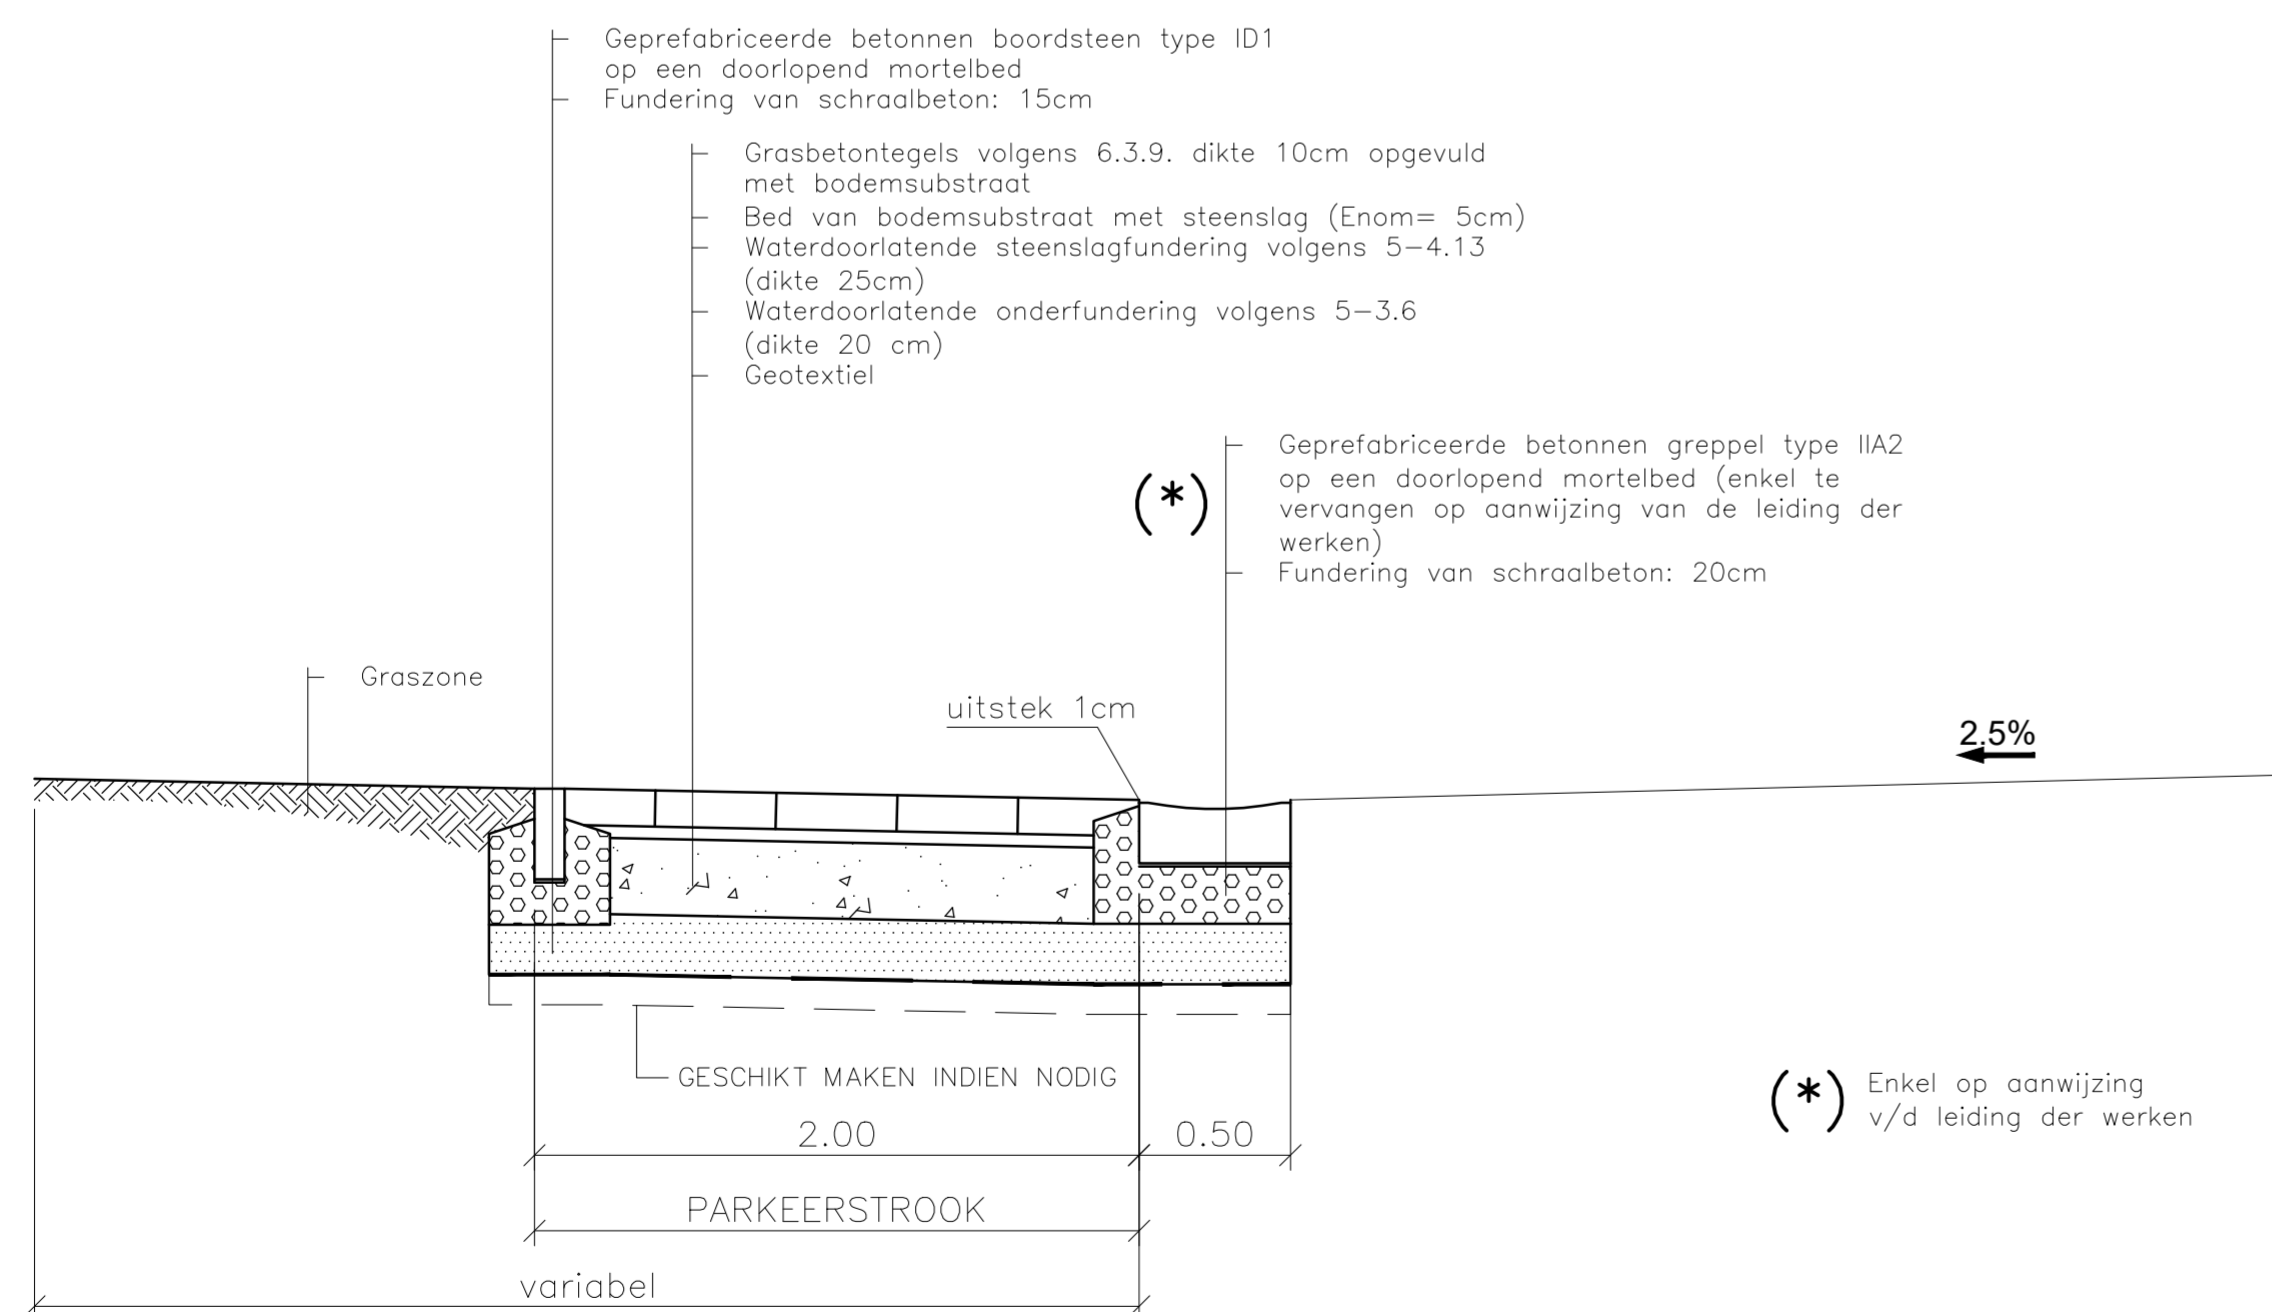 Geprefabriceerde betonnen boordsteen type ID1
op een doorlopend mortelbed
Fundering van schraalbeton: 15cm
Grasbetontegels volgens 6.3.9. dikte 10cm opgevuld
met bodemsubstraat
Bed van bodemsubstraat met steenslag (Enom= 5cm)
Waterdoorlatende steenslagfundering volgens 5-4.13
(dikte 25cm)
Waterdoorlatende onderfundering volgens 5-3.6
(dikte 20 cm)
Geotextiel
(*)
Geprefabriceerde betonnen greppel type IIA2
op een doorlopend mortelbed (enkel te
vervangen op aanwijzing van de leiding der
werken)
Fundering van schraalbeton: 20cm
Graszone
uitstek 1cm
2.5%
GESCHIKT MAKEN INDIEN NODIG
(*) Enkel op aanwijzing
v/d leiding der werken
2.00
0.50
PARKEERSTROOK
variabel